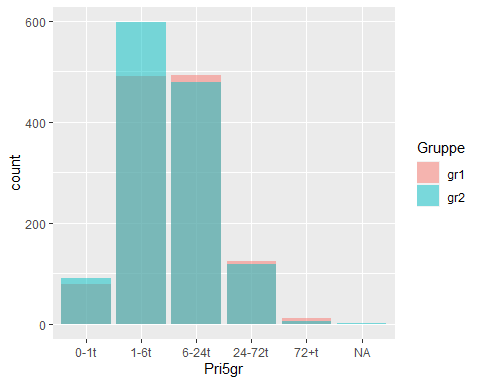 600
400
200
0
count
0-1t 1-6t 6-24t 24-72t 72+t NA
Pri5gr
Gruppe
gr1
gr2